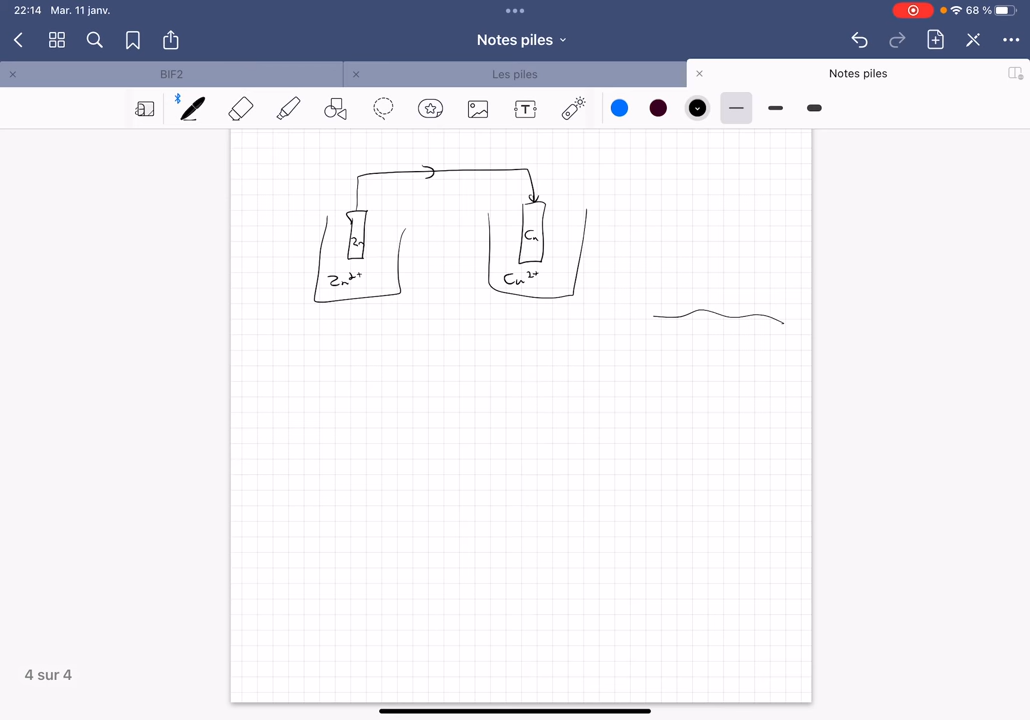 22:14 Mar. 11 janv. 68 %
Notes piles
BIF2 Les piles Notes piles
T
Zn Cu
Zn²⁺ Cu²⁺
4 sur 4